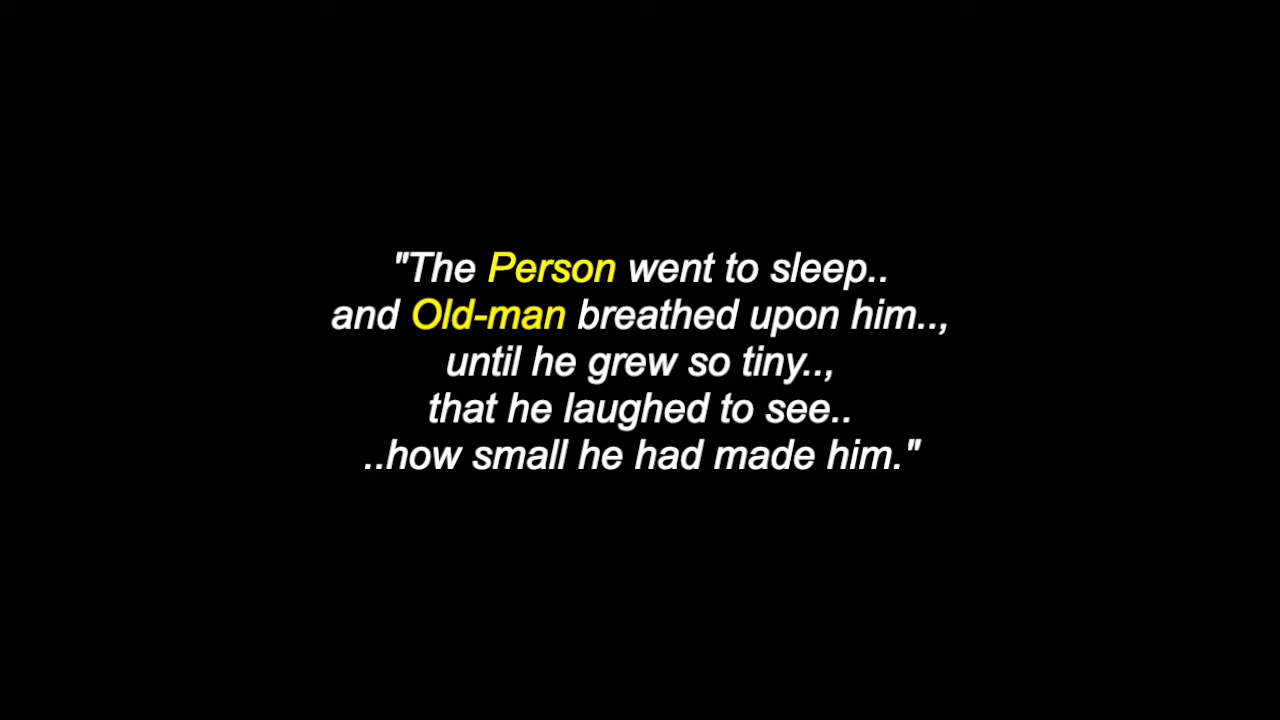 "The Person went to sleep..
and Old-man breathed upon him..,
until he grew so tiny..,
that he laughed to see..
..how small he had made him."